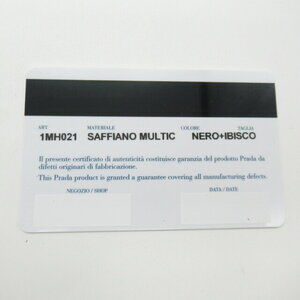 ART. MATERIALE COLORE TAGLIA
1MH021 SAFFIANO MULTIC NERO+IBISCO
Il presente certificato di autenticità costituisce garanzia del prodotto Prada da
difetti originari di fabbricazione.
This Prada product is granted a guarantee covering all manufacturing defects.
NEGOZIO / SHOP DATA / DATE